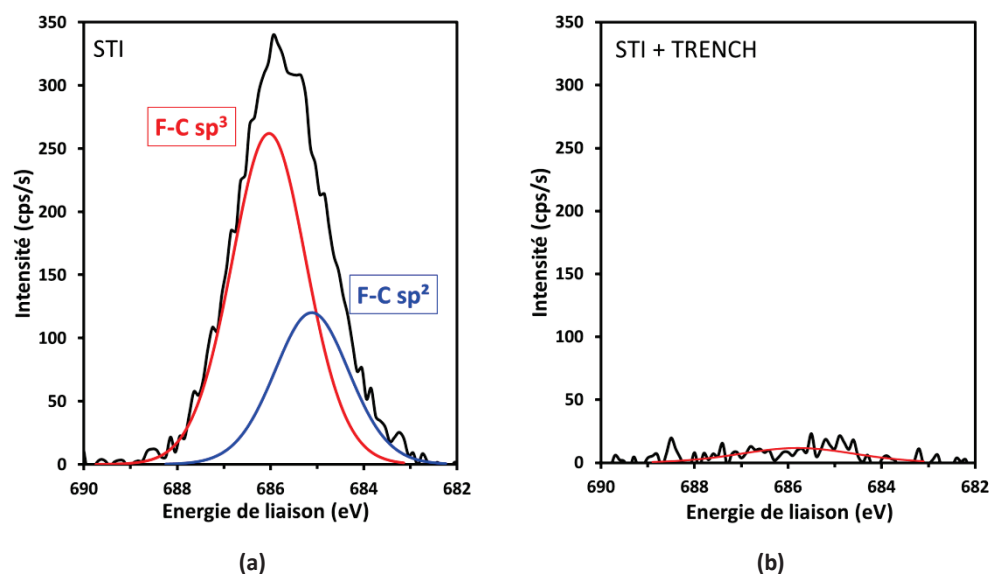 STI
F-C sp³
F-C sp²
350
300
250
200
150
100
50
0
690
688
686
684
682
Intensité (cps/s)
Energie de liaison (eV)
(a)
STI + TRENCH
350
300
250
200
150
100
50
0
690
688
686
684
682
Intensité (cps/s)
Energie de liaison (eV)
(b)